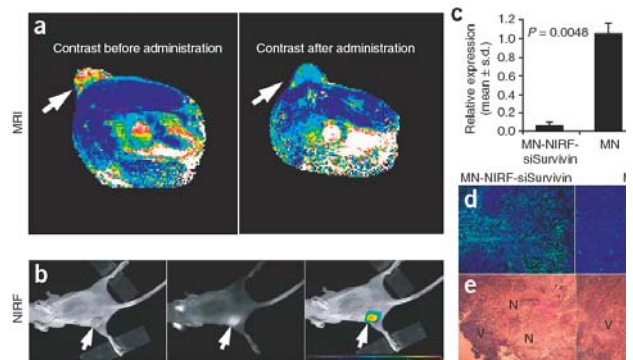 a
Contrast before administration
Contrast after administration
MRI
b
NIRF
c
Relative expression
(mean ± s.d.)
1.2
1.0
0.8
0.6
0.4
0.2
0.0
P = 0.0048
MN-NIRF-
siSurvivin
MN
MN-NIRF-siSurvivin
d
e
N
N
V
V